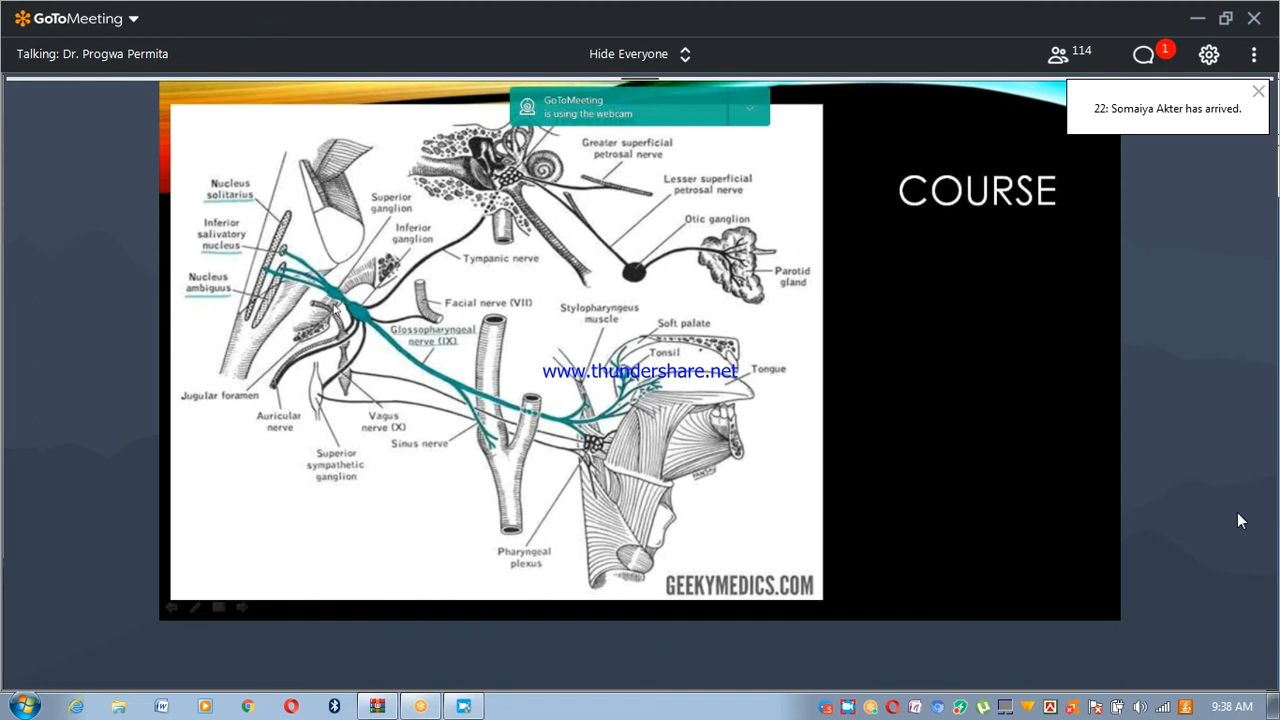 GoToMeeting
Talking: Dr. Progwa Permita
Hide Everyone
114
1
GoToMeeting
is using the webcam
22: Somaiya Akter has arrived.
COURSE
Greater superficial
petrosal nerve
Lesser superficial
petrosal nerve
Otic ganglion
Parotid
gland
Nucleus
solitarius
Inferior
salivatory
nucleus
Nucleus
ambiguus
Superior
ganglion
Inferior
ganglion
Tympanic nerve
Facial nerve (VII)
Glossopharyngeal
nerve (IX)
Stylopharyngeus
muscle
Soft palate
Tonsil
Tongue
www.thundershare.net
Jugular foramen
Auricular
nerve
Vagus
nerve (X)
Sinus nerve
Superior
sympathetic
ganglion
Pharyngeal
plexus
GEEKYMEDICS.COM
9:38 AM